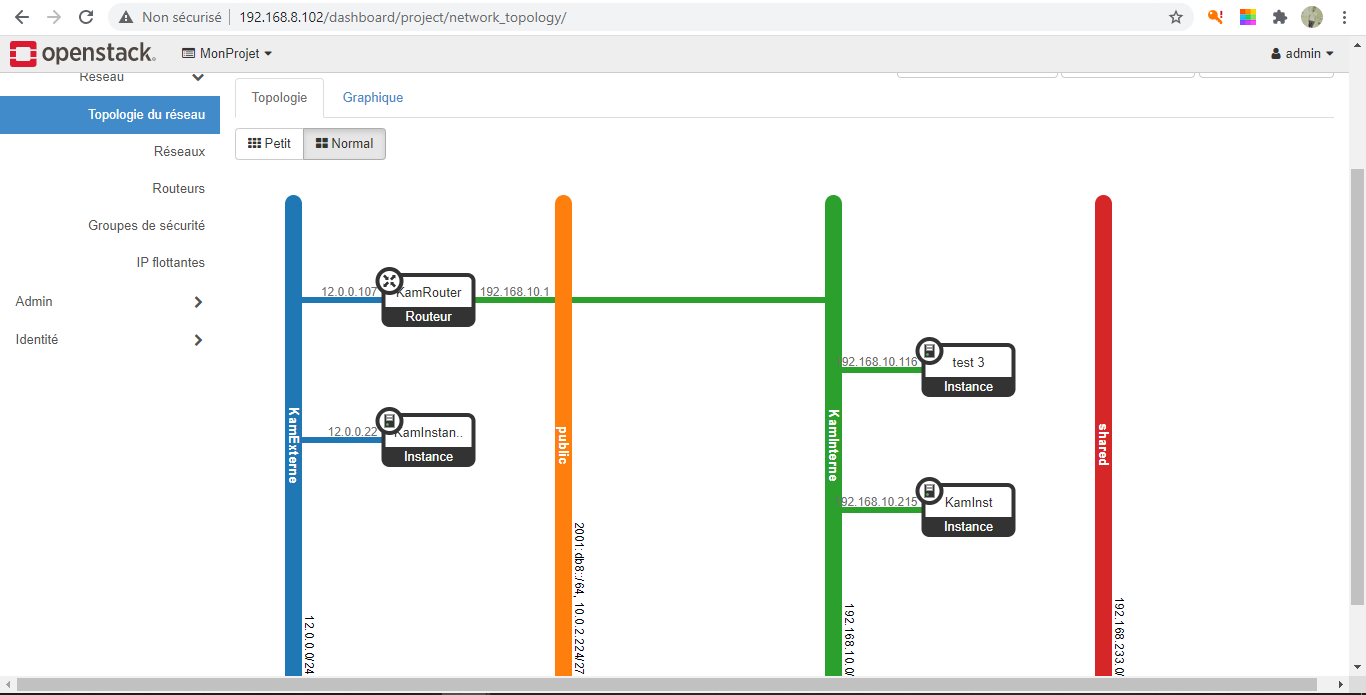 Non sécurisé | 192.168.8.102/dashboard/project/network_topology/
openstack.
MonProjet
admin
Réseau
Topologie du réseau
Réseaux
Routeurs
Groupes de sécurité
IP flottantes
Admin
Identité
Topologie
Graphique
Petit
Normal
KamExterne
12.0.0.0/24
12.0.0.107
KamRouter
Routeur
192.168.10.1
12.0.0.22
KamInstan..
Instance
public
2001:db8::/64, 10.0.2.224/27
KamInterne
192.168.10.0/
92.168.10.116
test 3
Instance
92.168.10.215
KamInst
Instance
shared
192.168.233.0/